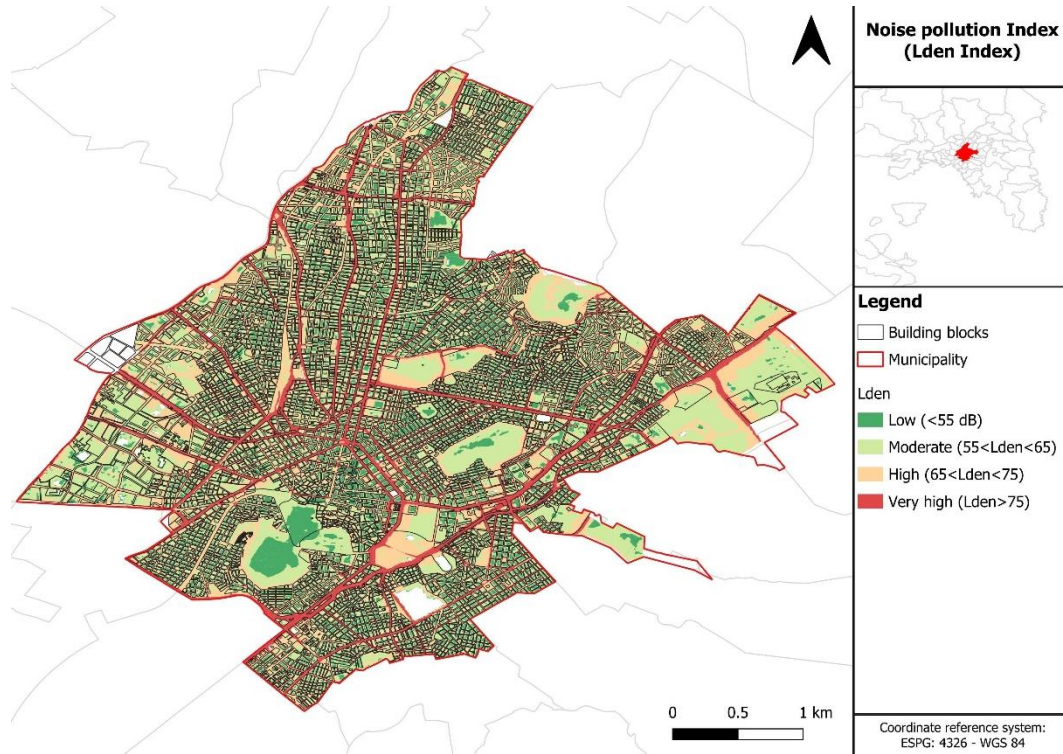 Noise pollution Index
(Lden Index)
Legend
Building blocks
Municipality
Lden
Low (<55 dB)
Moderate (55<Lden<65)
High (65<Lden<75)
Very high (Lden>75)
0 0.5 1 km
Coordinate reference system:
ESPG: 4326 - WGS 84